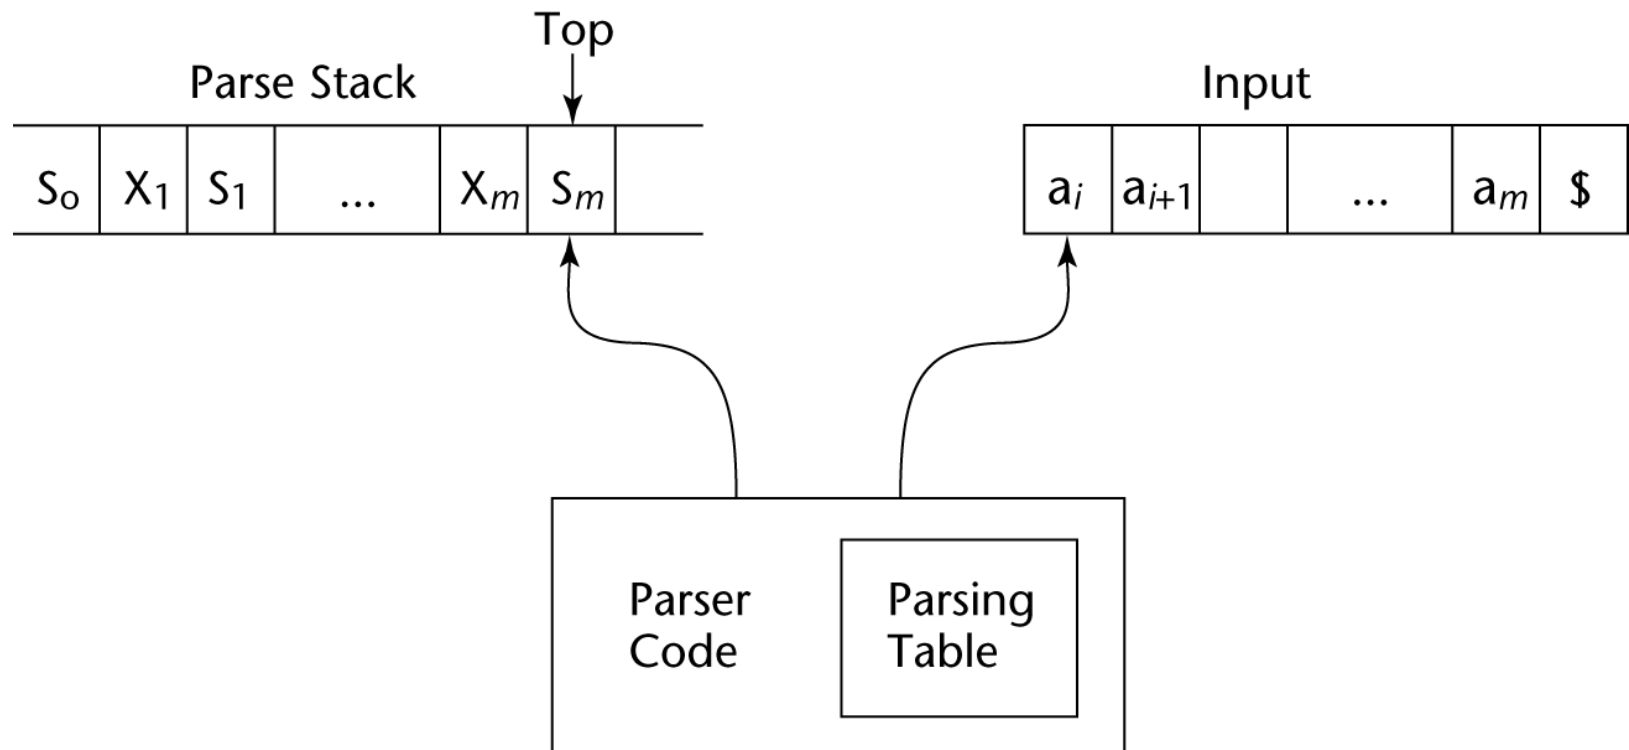 Top
Parse Stack
Input
S₀ X₁ S₁ ... Xₘ Sₘ
aᵢ aᵢ₊₁ ... aₘ $
Parser
Code
Parsing
Table